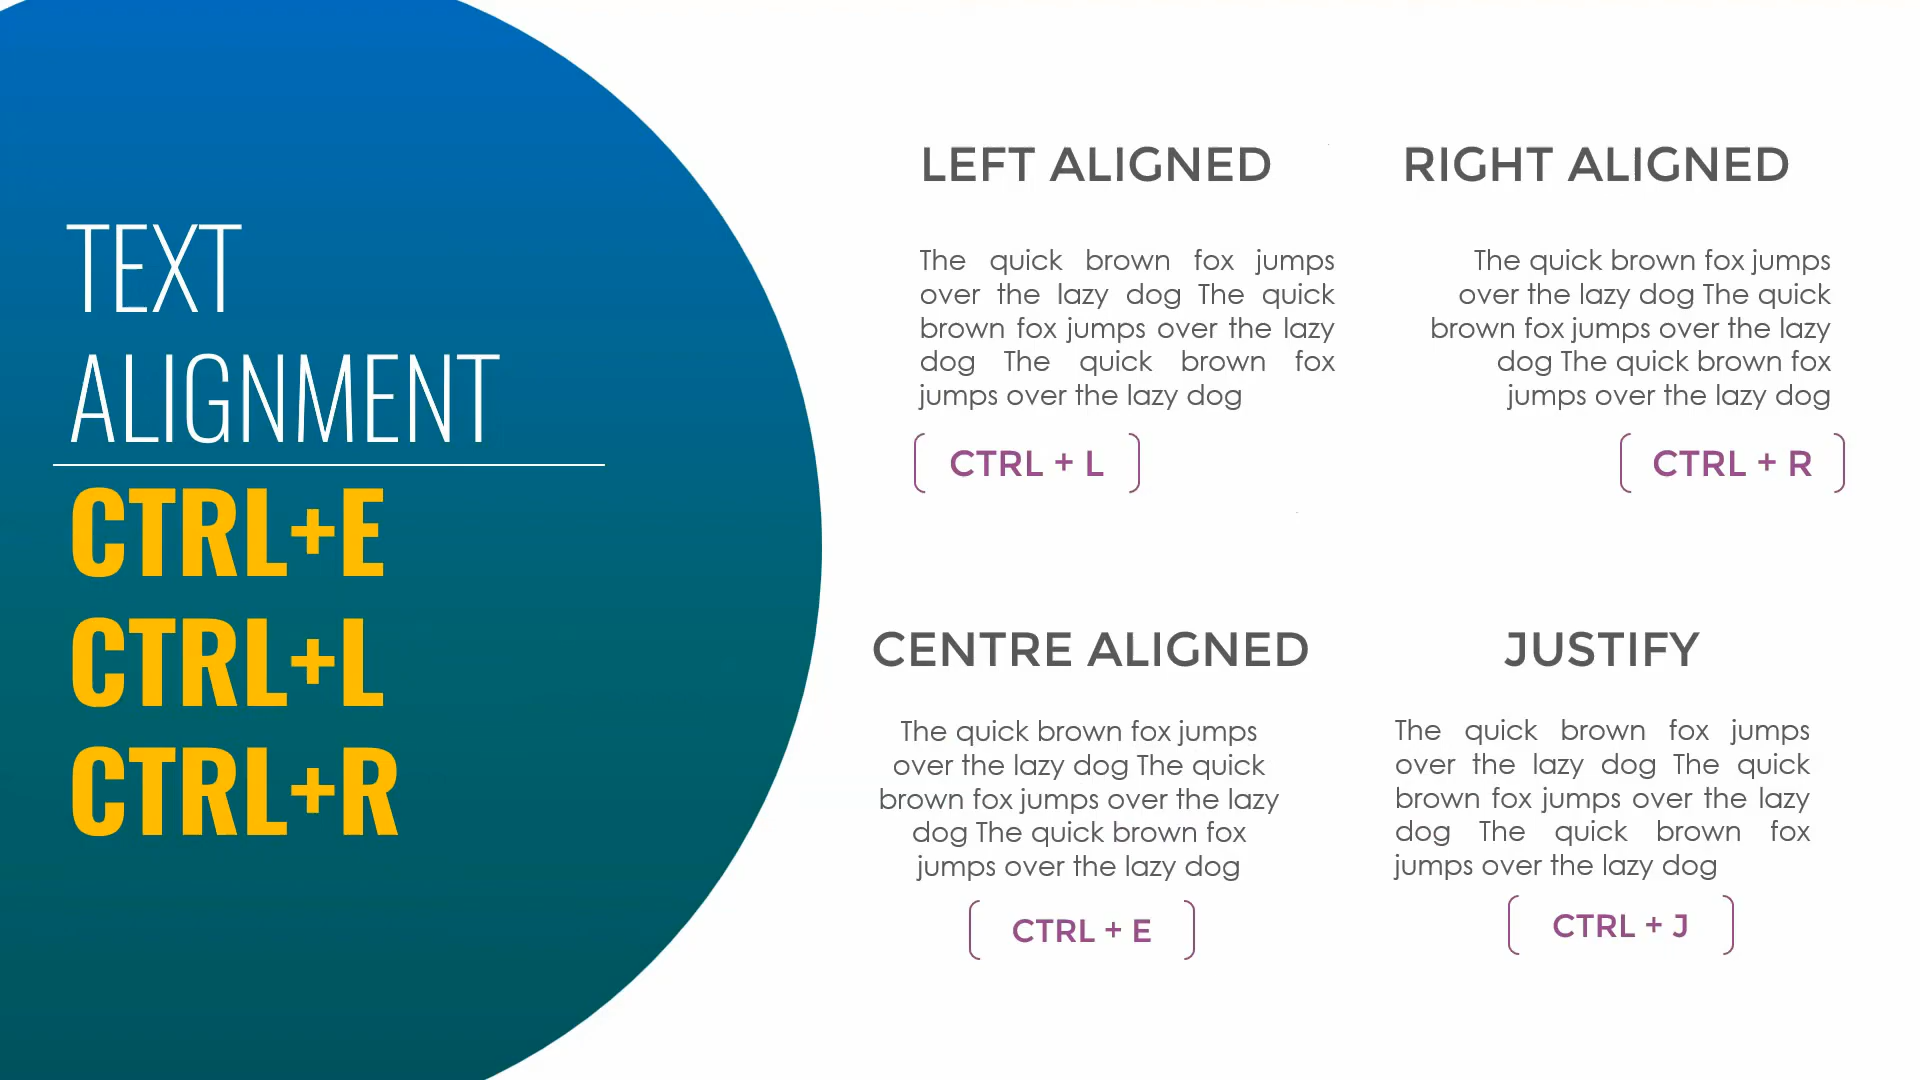 TEXT
ALIGNMENT
CTRL+E
CTRL+L
CTRL+R
LEFT ALIGNED
The quick brown fox jumps
over the lazy dog The quick
brown fox jumps over the lazy
dog The quick brown fox
jumps over the lazy dog
CTRL + L
RIGHT ALIGNED
The quick brown fox jumps
over the lazy dog The quick
brown fox jumps over the lazy
dog The quick brown fox
jumps over the lazy dog
CTRL + R
CENTRE ALIGNED
The quick brown fox jumps
over the lazy dog The quick
brown fox jumps over the lazy
dog The quick brown fox
jumps over the lazy dog
CTRL + E
JUSTIFY
The quick brown fox jumps
over the lazy dog The quick
brown fox jumps over the lazy
dog The quick brown fox
jumps over the lazy dog
CTRL + J